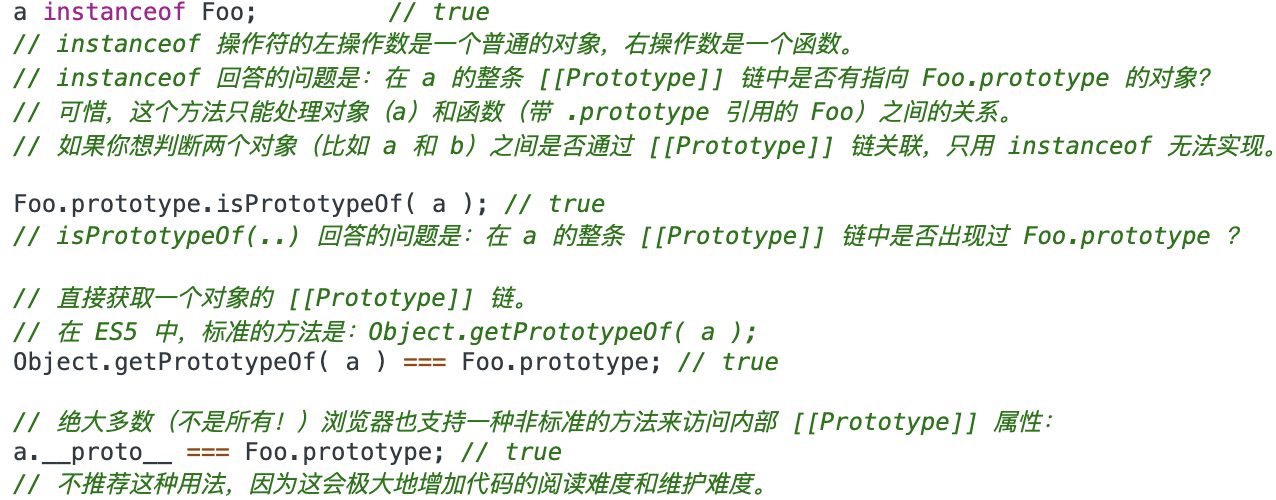 a instanceof Foo;         // true
// instanceof 操作符的左操作数是一个普通的对象，右操作数是一个函数。
// instanceof 回答的问题是：在 a 的整条 [[Prototype]] 链中是否有指向 Foo.prototype 的对象？
// 可惜，这个方法只能处理对象（a）和函数（带 .prototype 引用的 Foo）之间的关系。
// 如果你想判断两个对象（比如 a 和 b）之间是否通过 [[Prototype]] 链关联，只用 instanceof 无法实现。
Foo.prototype.isPrototypeOf( a ); // true
// isPrototypeOf(..) 回答的问题是：在 a 的整条 [[Prototype]] 链中是否出现过 Foo.prototype ？
// 直接获取一个对象的 [[Prototype]] 链。
// 在 ES5 中，标准的方法是：Object.getPrototypeOf( a );
Object.getPrototypeOf( a ) === Foo.prototype; // true
// 绝大多数（不是所有！）浏览器也支持一种非标准的方法来访问内部 [[Prototype]] 属性：
a.__proto__ === Foo.prototype; // true
// 不推荐这种用法，因为这会极大地增加代码的阅读难度和维护难度。